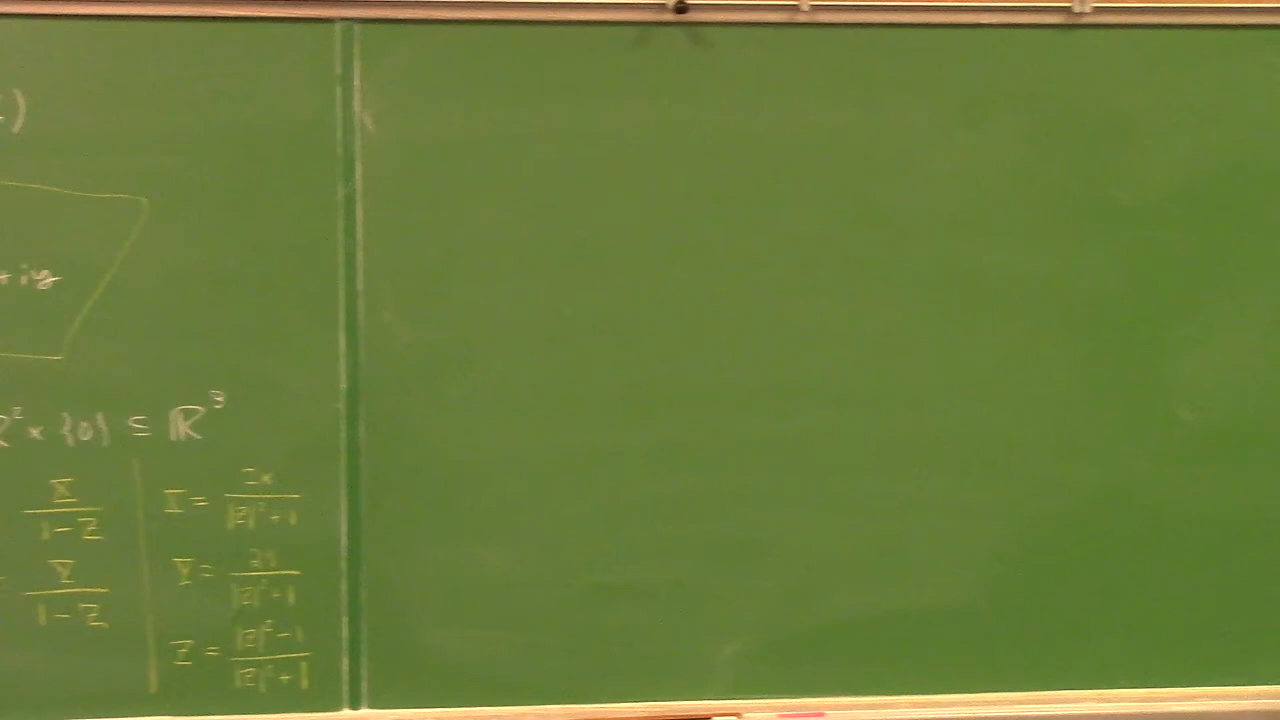 )
+ iy
R² × {0} ⊆ ℝ³
X / (1 - Z)
Y / (1 - Z)
X = 2x / (|z|² + 1)
Y = 2y / (|z|² + 1)
Z = (|z|² - 1) / (|z|² + 1)